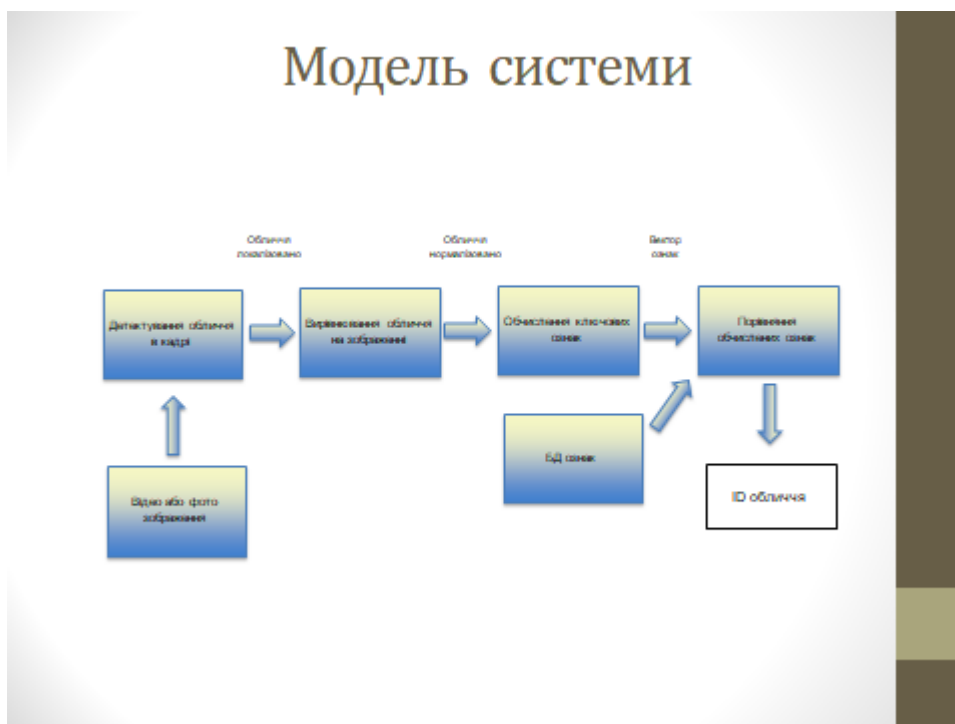 Модель системи
Обличчя
локалізовано
Обличчя
нормалізовано
Вектор
ознак
Детектування обличчя
в кадрі
Вирівнювання обличчя
на зображенні
Обчислення ключових
ознак
Порівняння
обчислених ознак
БД ознак
Відео або фото
зображення
ID обличчя